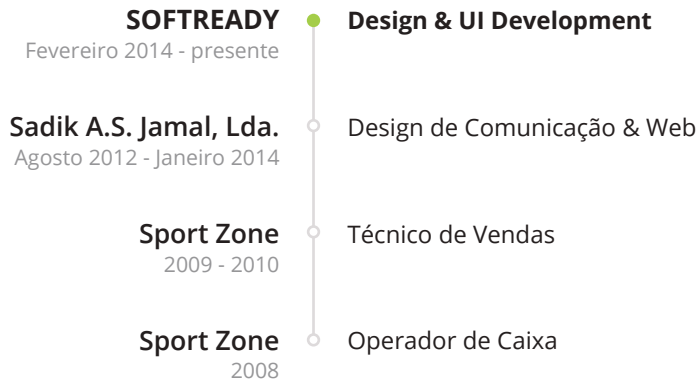 SOFTREADY
Fevereiro 2014 - presente
Design & UI Development
Sadik A.S. Jamal, Lda.
Agosto 2012 - Janeiro 2014
Design de Comunicação & Web
Sport Zone
2009 - 2010
Técnico de Vendas
Sport Zone
2008
Operador de Caixa